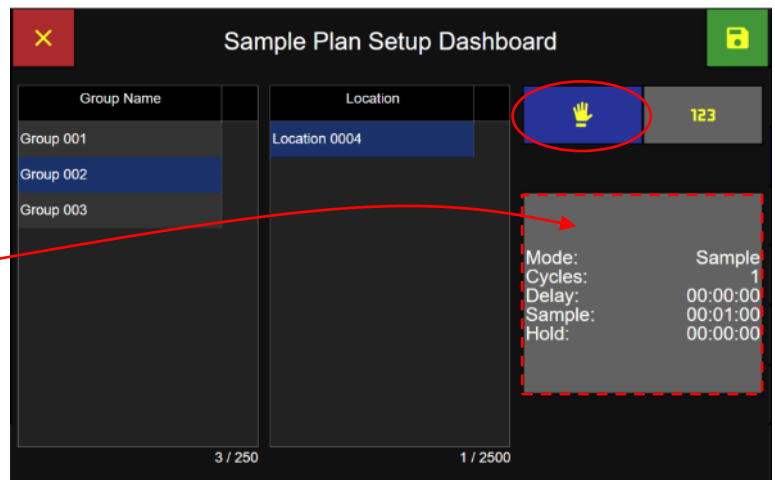 Sample Plan Setup Dashboard
Group Name
Group 001
Group 002
Group 003
3 / 250
Location
Location 0004
1 / 2500
123
Mode: Sample
Cycles: 1
Delay: 00:00:00
Sample: 00:01:00
Hold: 00:00:00